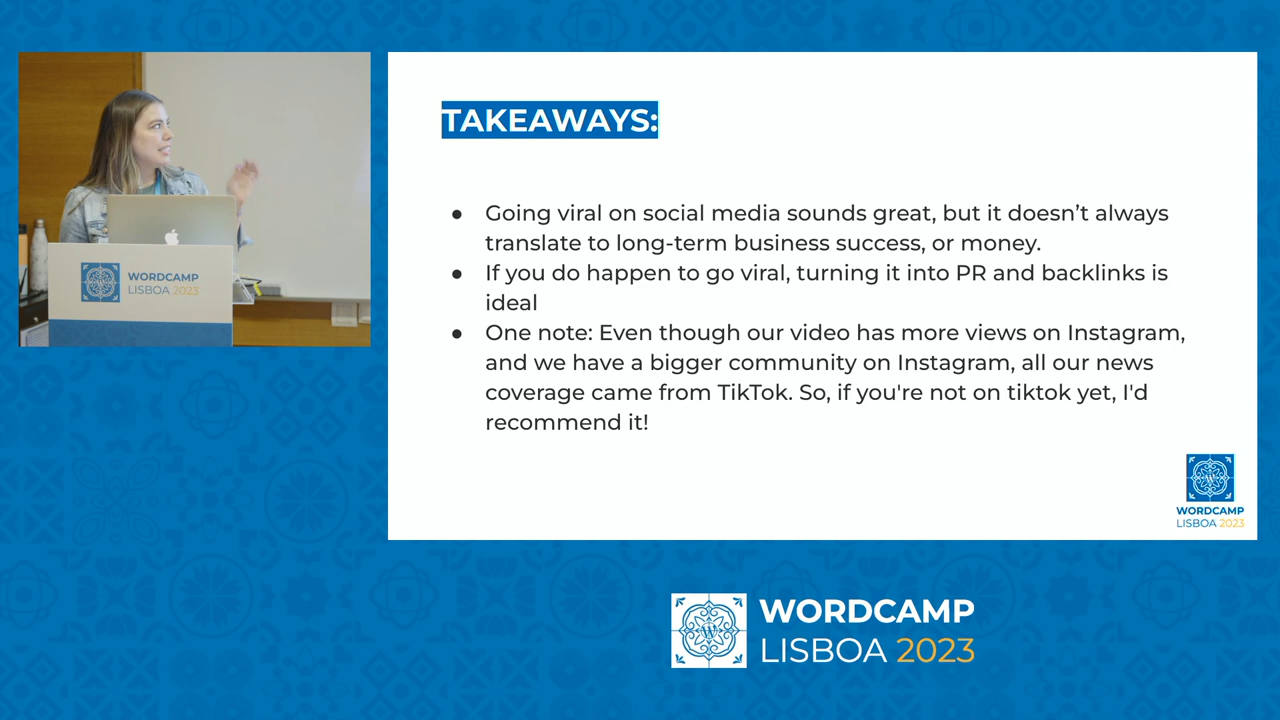 TAKEAWAYS:
● Going viral on social media sounds great, but it doesn’t always
translate to long-term business success, or money.
● If you do happen to go viral, turning it into PR and backlinks is
ideal
● One note: Even though our video has more views on Instagram,
and we have a bigger community on Instagram, all our news
coverage came from TikTok. So, if you're not on tiktok yet, I'd
recommend it!
WORDCAMP
LISBOA 2023
WORDCAMP
LISBOA 2023
WORDCAMP
LISBOA 2023